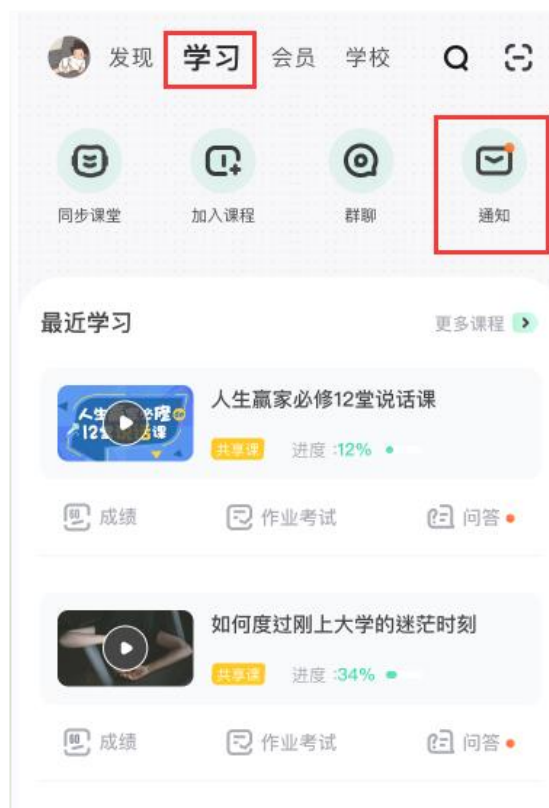 发现 学习 会员 学校
同步课堂 加入课程 群聊 通知
最近学习 更多课程
人生赢家必修12堂说话课
共享课 进度:12%
成绩 作业考试 问答
如何度过刚上大学的迷茫时刻
共享课 进度:34%
成绩 作业考试 问答